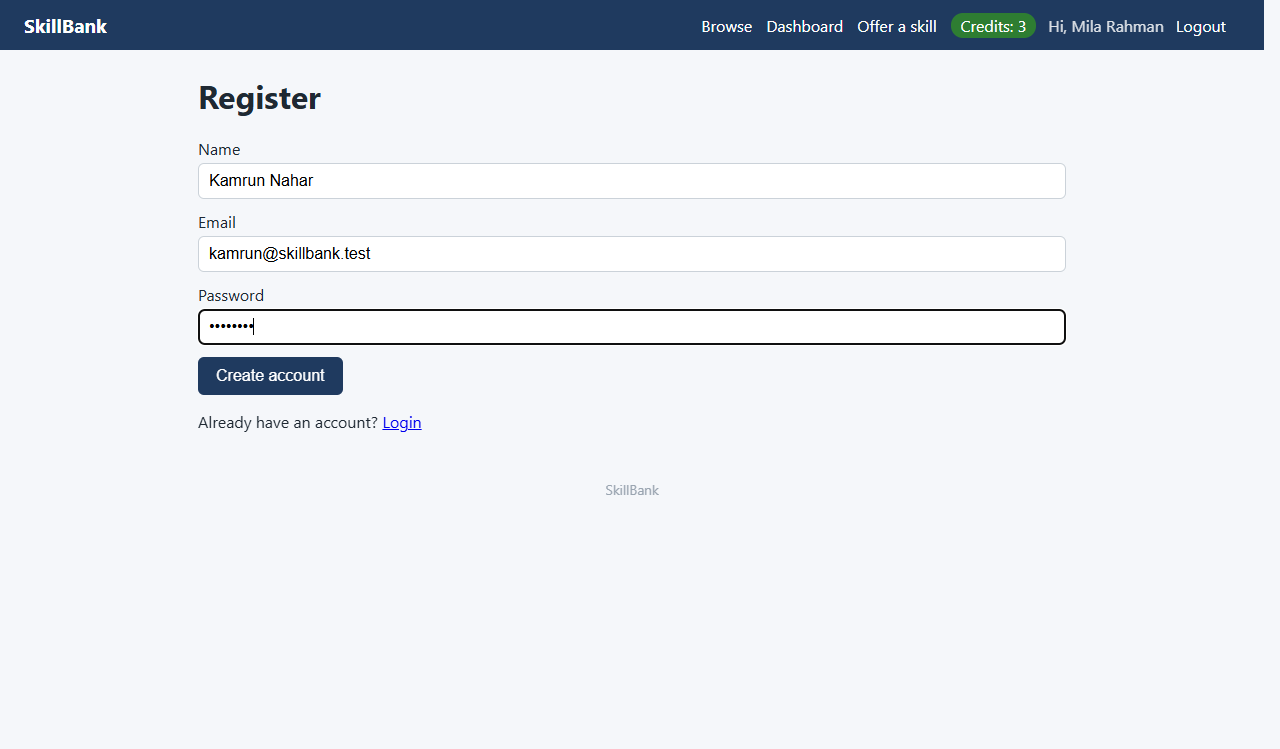 SkillBank Browse Dashboard Offer a skill Credits: 3 Hi, Mila Rahman Logout
Register
Name
Kamrun Nahar
Email
kamrun@skillbank.test
Password
••••••••
Create account
Already have an account? Login
SkillBank